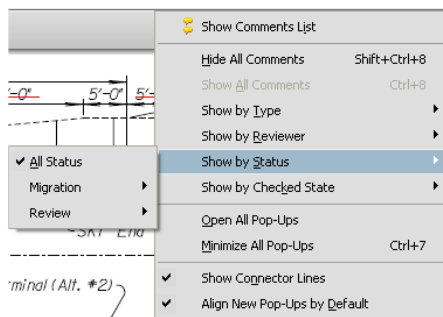 Show Comments List
Hide All Comments Shift+Ctrl+8
Show All Comments Ctrl+8
Show by Type
Show by Reviewer
Show by Status
Show by Checked State
Open All Pop-Ups
Minimize All Pop-Ups Ctrl+7
Show Connector Lines
Align New Pop-Ups by Default
All Status
Migration
Review
'-0" 5'-0" 5'-
SKT End
minal (Alt. #2)